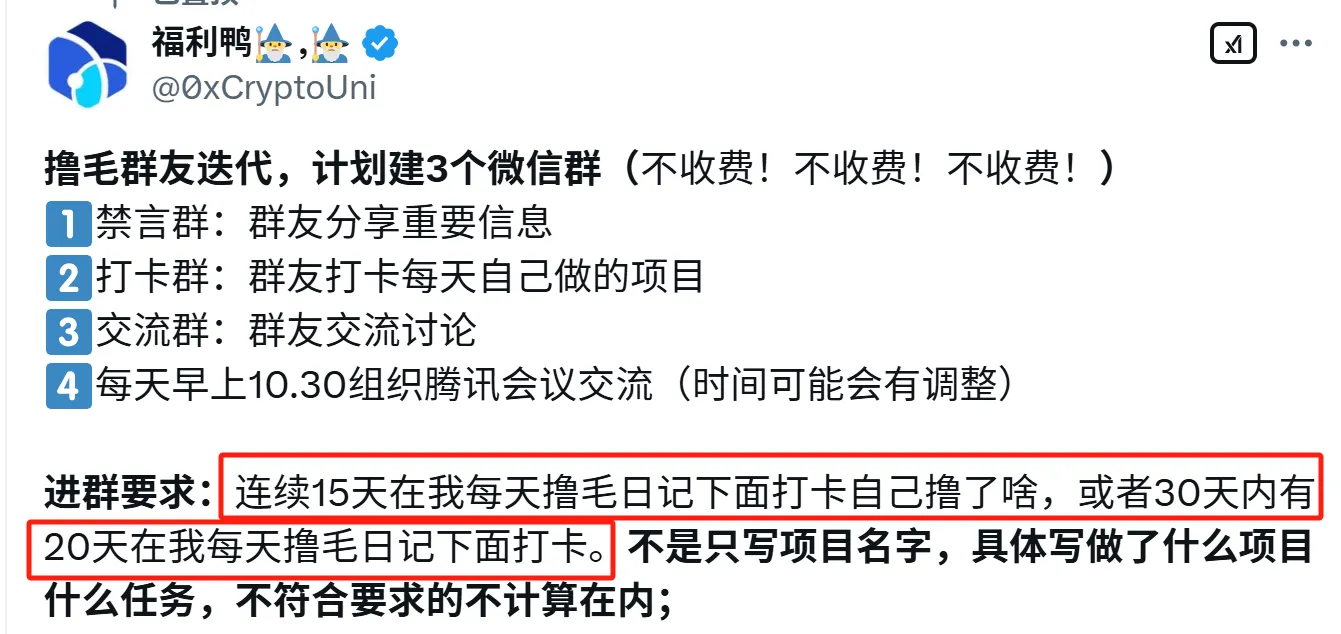 福利鸭🧙‍♂️,🧙‍♂️
@0xCryptoUni
撸毛群友迭代，计划建3个微信群（不收费！不收费！不收费！）
1️⃣禁言群：群友分享重要信息
2️⃣打卡群：群友打卡每天自己做的项目
3️⃣交流群：群友交流讨论
4️⃣每天早上10.30组织腾讯会议交流（时间可能会有调整）
进群要求：连续15天在我每天撸毛日记下面打卡自己撸了啥，或者30天内有
20天在我每天撸毛日记下面打卡。不是只写项目名字，具体写做了什么项目
什么任务，不符合要求的不计算在内；